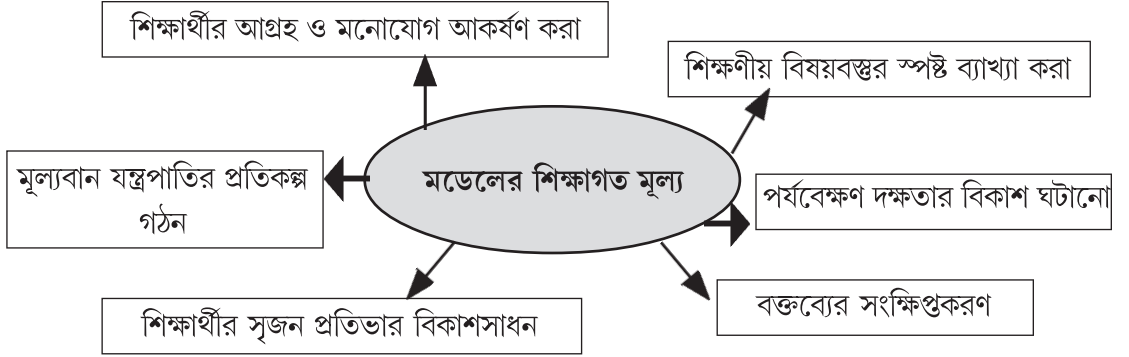 শিক্ষার্থীর আগ্রহ ও মনোযোগ আকর্ষণ করা
শিক্ষণীয় বিষয়বস্তুর স্পষ্ট ব্যাখ্যা করা
মূল্যবান যন্ত্রপাতির প্রতিকল্প
গঠন
মডেলের শিক্ষাগত মূল্য
পর্যবেক্ষণ দক্ষতার বিকাশ ঘটানো
শিক্ষার্থীর সৃজন প্রতিভার বিকাশসাধন
বক্তব্যের সংক্ষিপ্তকরণ